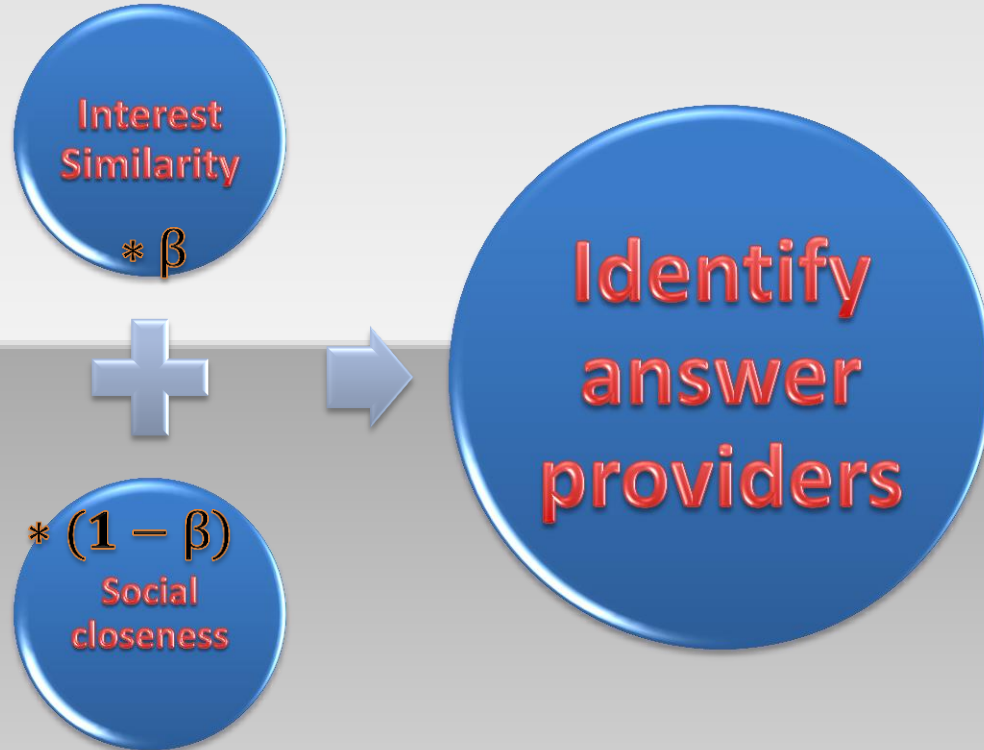 Interest
Similarity
* β
* (1 − β)
Social
closeness
Identify
answer
providers